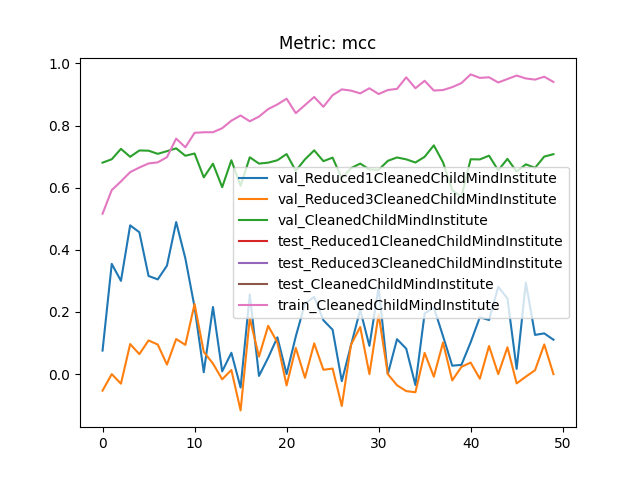 Metric: mcc
1.0
0.8
0.6
0.4
0.2
0.0
val_Reduced1CleanedChildMindInstitute
val_Reduced3CleanedChildMindInstitute
val_CleanedChildMindInstitute
test_Reduced1CleanedChildMindInstitute
test_Reduced3CleanedChildMindInstitute
test_CleanedChildMindInstitute
train_CleanedChildMindInstitute
0 10 20 30 40 50